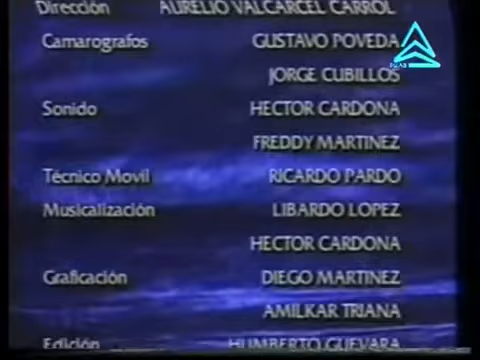 Dirección AURELIO VALCARCEL CARROL
Camarografos GUSTAVO POVEDA
JORGE CUBILLOS
Sonido HECTOR CARDONA
FREDDY MARTINEZ
Técnico Movil RICARDO PARDO
Musicalización LIBARDO LOPEZ
HECTOR CARDONA
Graficación DIEGO MARTINEZ
AMILKAR TRIANA
Edición HUMBERTO GUEVARA